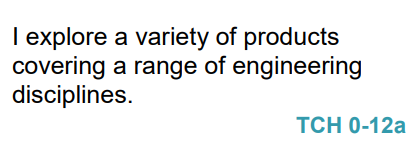 I explore a variety of products
covering a range of engineering
disciplines.
TCH 0-12a